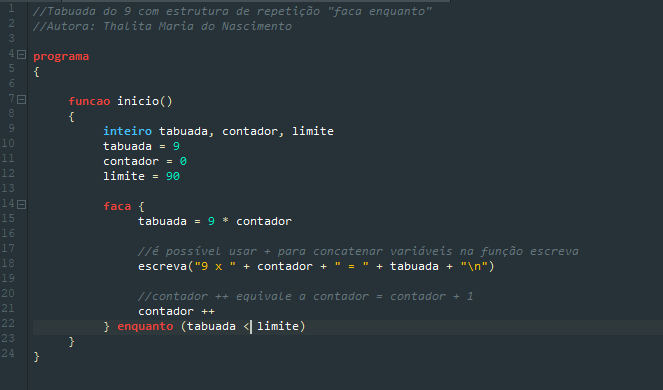 1 //Tabuada do 9 com estrutura de repetição "faca enquanto"
2 //Autora: Thalita Maria do Nascimento
3
4 programa
5 {
6
7 funcao inicio()
8 {
9 inteiro tabuada, contador, limite
10 tabuada = 9
11 contador = 0
12 limite = 90
13
14 faca {
15 tabuada = 9 * contador
16
17 //é possível usar + para concatenar variáveis na função escreva
18 escreva("9 x " + contador + " = " + tabuada + "\n")
19
20 //contador ++ equivale a contador = contador + 1
21 contador ++
22 } enquanto (tabuada < limite)
23 }
24 }